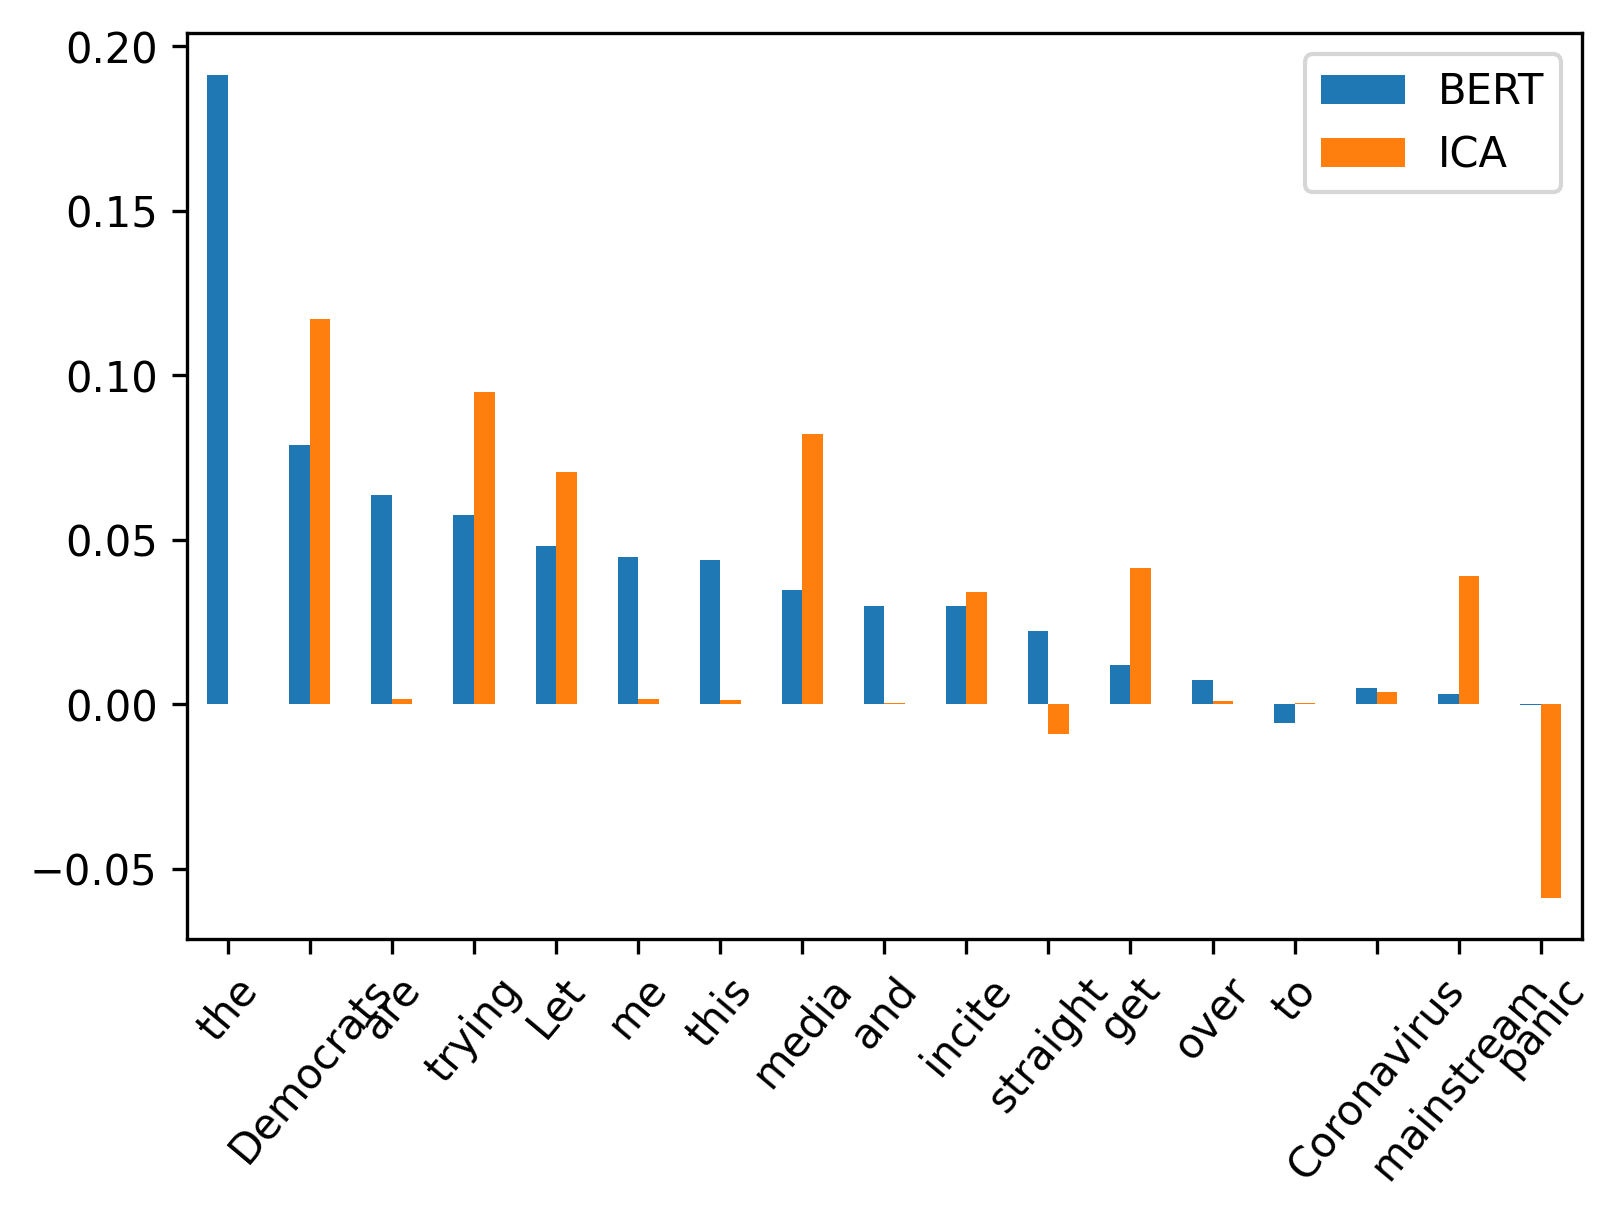 0.20
0.15
0.10
0.05
0.00
−0.05
BERT
ICA
the
Democrats
are
trying
Let
me
this
media
and
incite
straight
get
over
to
Coronavirus
mainstream
panic